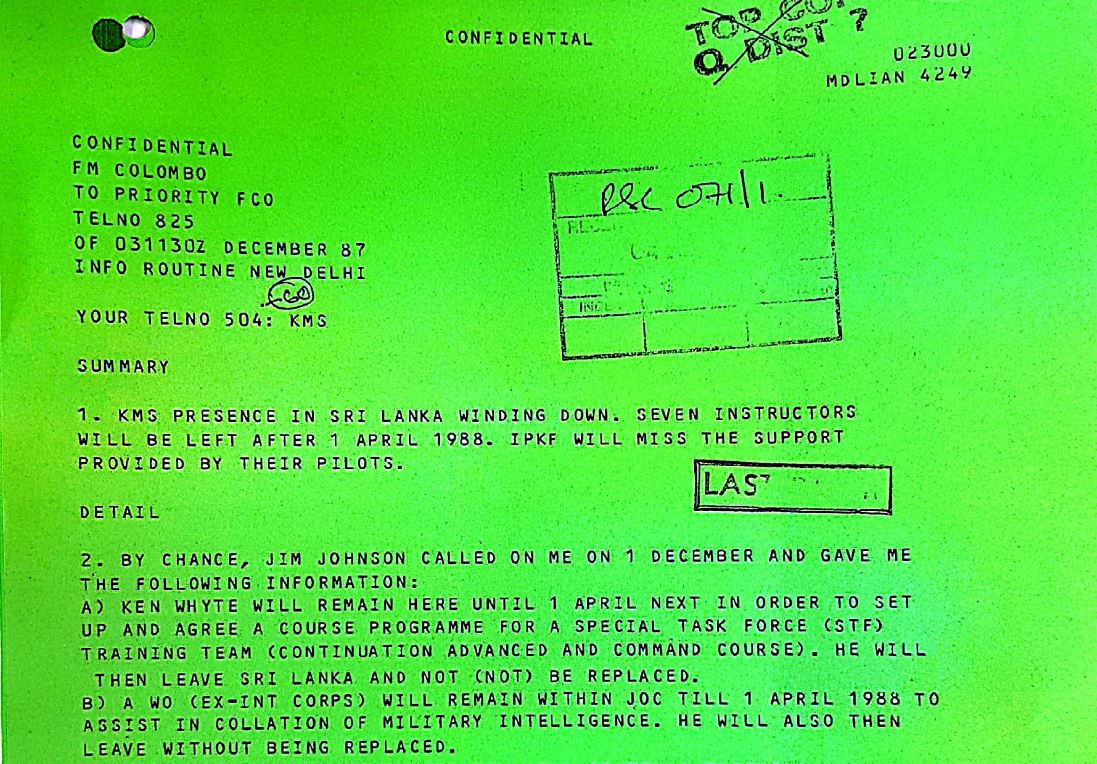 CONFIDENTIAL
TOP CO
Q DIST ?
023000
MDLIAN 4249
CONFIDENTIAL
FM COLOMBO
TO PRIORITY FCO
TELNO 825
OF 031130Z DECEMBER 87
INFO ROUTINE NEW DELHI
YOUR TELNO 504: KMS
SUMMARY
1. KMS PRESENCE IN SRI LANKA WINDING DOWN. SEVEN INSTRUCTORS
WILL BE LEFT AFTER 1 APRIL 1988. IPKF WILL MISS THE SUPPORT
PROVIDED BY THEIR PILOTS.
LAST
DETAIL
2. BY CHANCE, JIM JOHNSON CALLED ON ME ON 1 DECEMBER AND GAVE ME
THE FOLLOWING INFORMATION:
A) KEN WHYTE WILL REMAIN HERE UNTIL 1 APRIL NEXT IN ORDER TO SET
UP AND AGREE A COURSE PROGRAMME FOR A SPECIAL TASK FORCE (STF)
TRAINING TEAM (CONTINUATION ADVANCED AND COMMAND COURSE). HE WILL
THEN LEAVE SRI LANKA AND NOT (NOT) BE REPLACED.
B) A WO (EX-INT CORPS) WILL REMAIN WITHIN JOC TILL 1 APRIL 1988 TO
ASSIST IN COLLATION OF MILITARY INTELLIGENCE. HE WILL ALSO THEN
LEAVE WITHOUT BEING REPLACED.